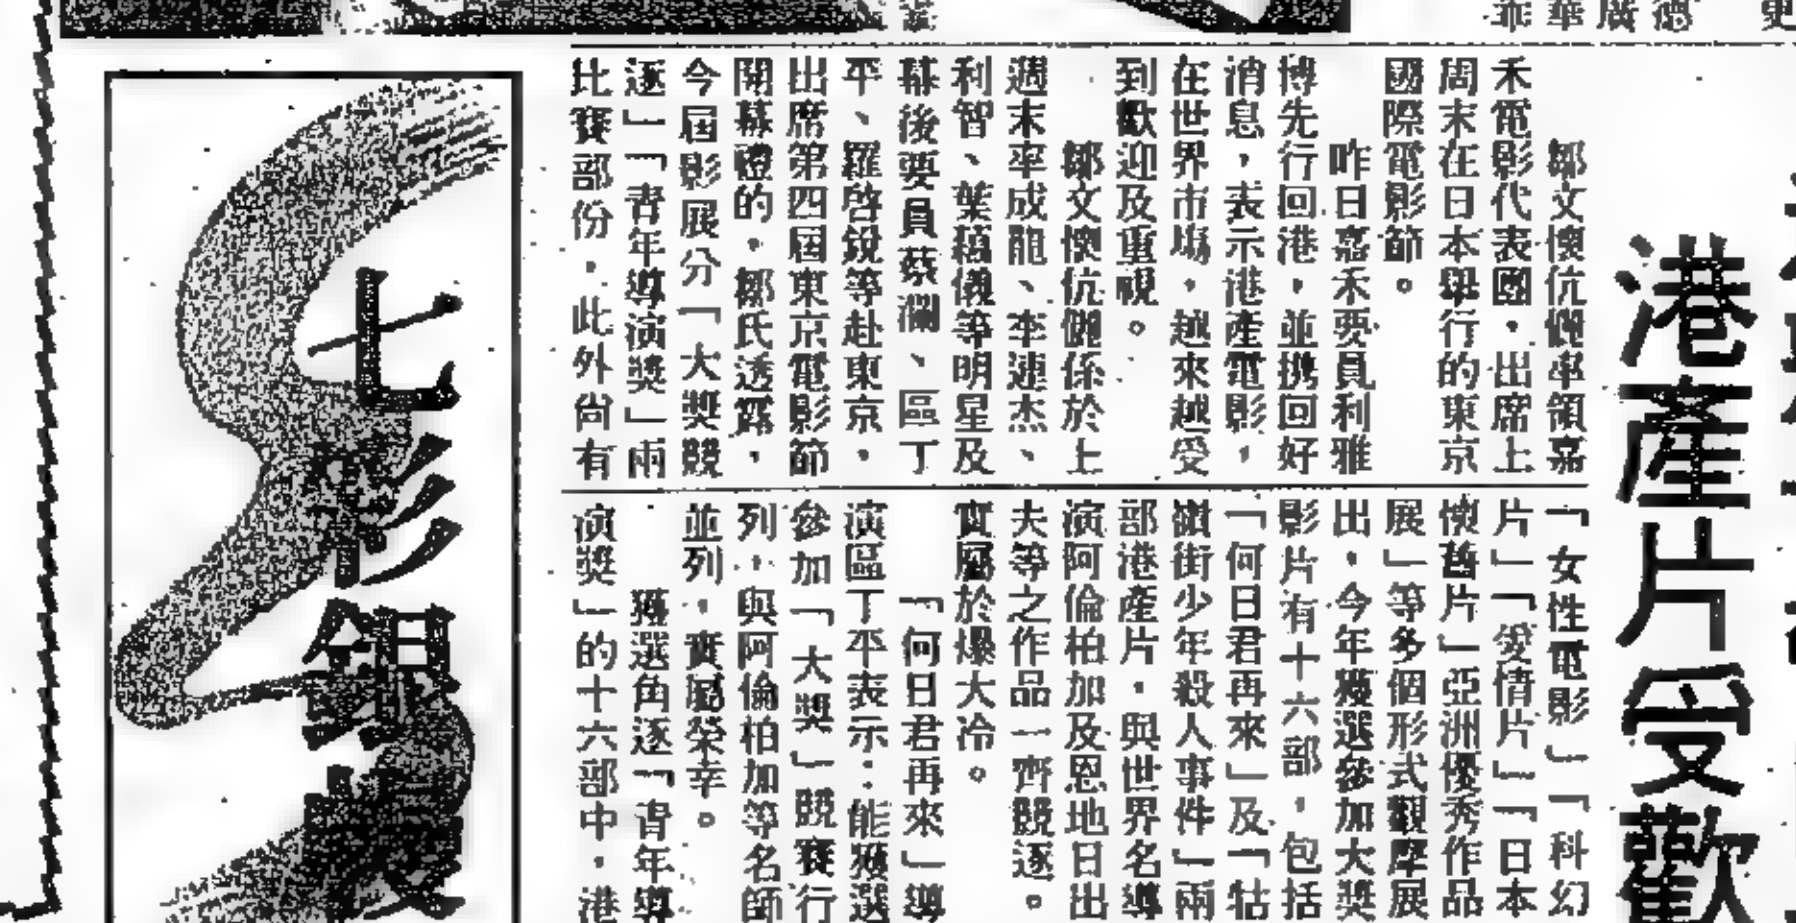 港產片受歡
鄒文懷伉儷率領嘉
禾電影代表團，出席上
周末在日本舉行的東京
國際電影節。
昨日嘉禾要員利雅
博先行回港，並携回好
消息，表示港產電影，
在世界市場，越來越受
到歡迎及重視。
鄒文懷伉儷係於上
週末率成龍、李連杰、
利智、葉蘊儀等明星及
幕後要員蔡瀾、區丁
平、羅啓銳等赴東京，
出席第四屆東京電影節
開幕禮的。鄒氏透露，
今屆影展分「大獎競
逐」「青年導演獎」兩
比賽部份，此外尚有
「女性電影」「科幻
片」「愛情片」「日本
懷舊片」亞洲優秀作品
展」等多個形式觀摩展
出，今年獲選參加大獎
影片有十六部，包括
「何日君再來」及「牯
嶺街少年殺人事件」兩
部港產片，與世界名導
演阿倫柏加及恩地日出
夫等之作品一齊競逐。
實屬於爆大冷。
「何日君再來」導
演區丁平表示：能獲選
參加「大獎」競賽行
列，與阿倫柏加等名師
並列，實屬榮幸。
獲選角逐「青年導
演獎」的十六部中，港
七彩銀